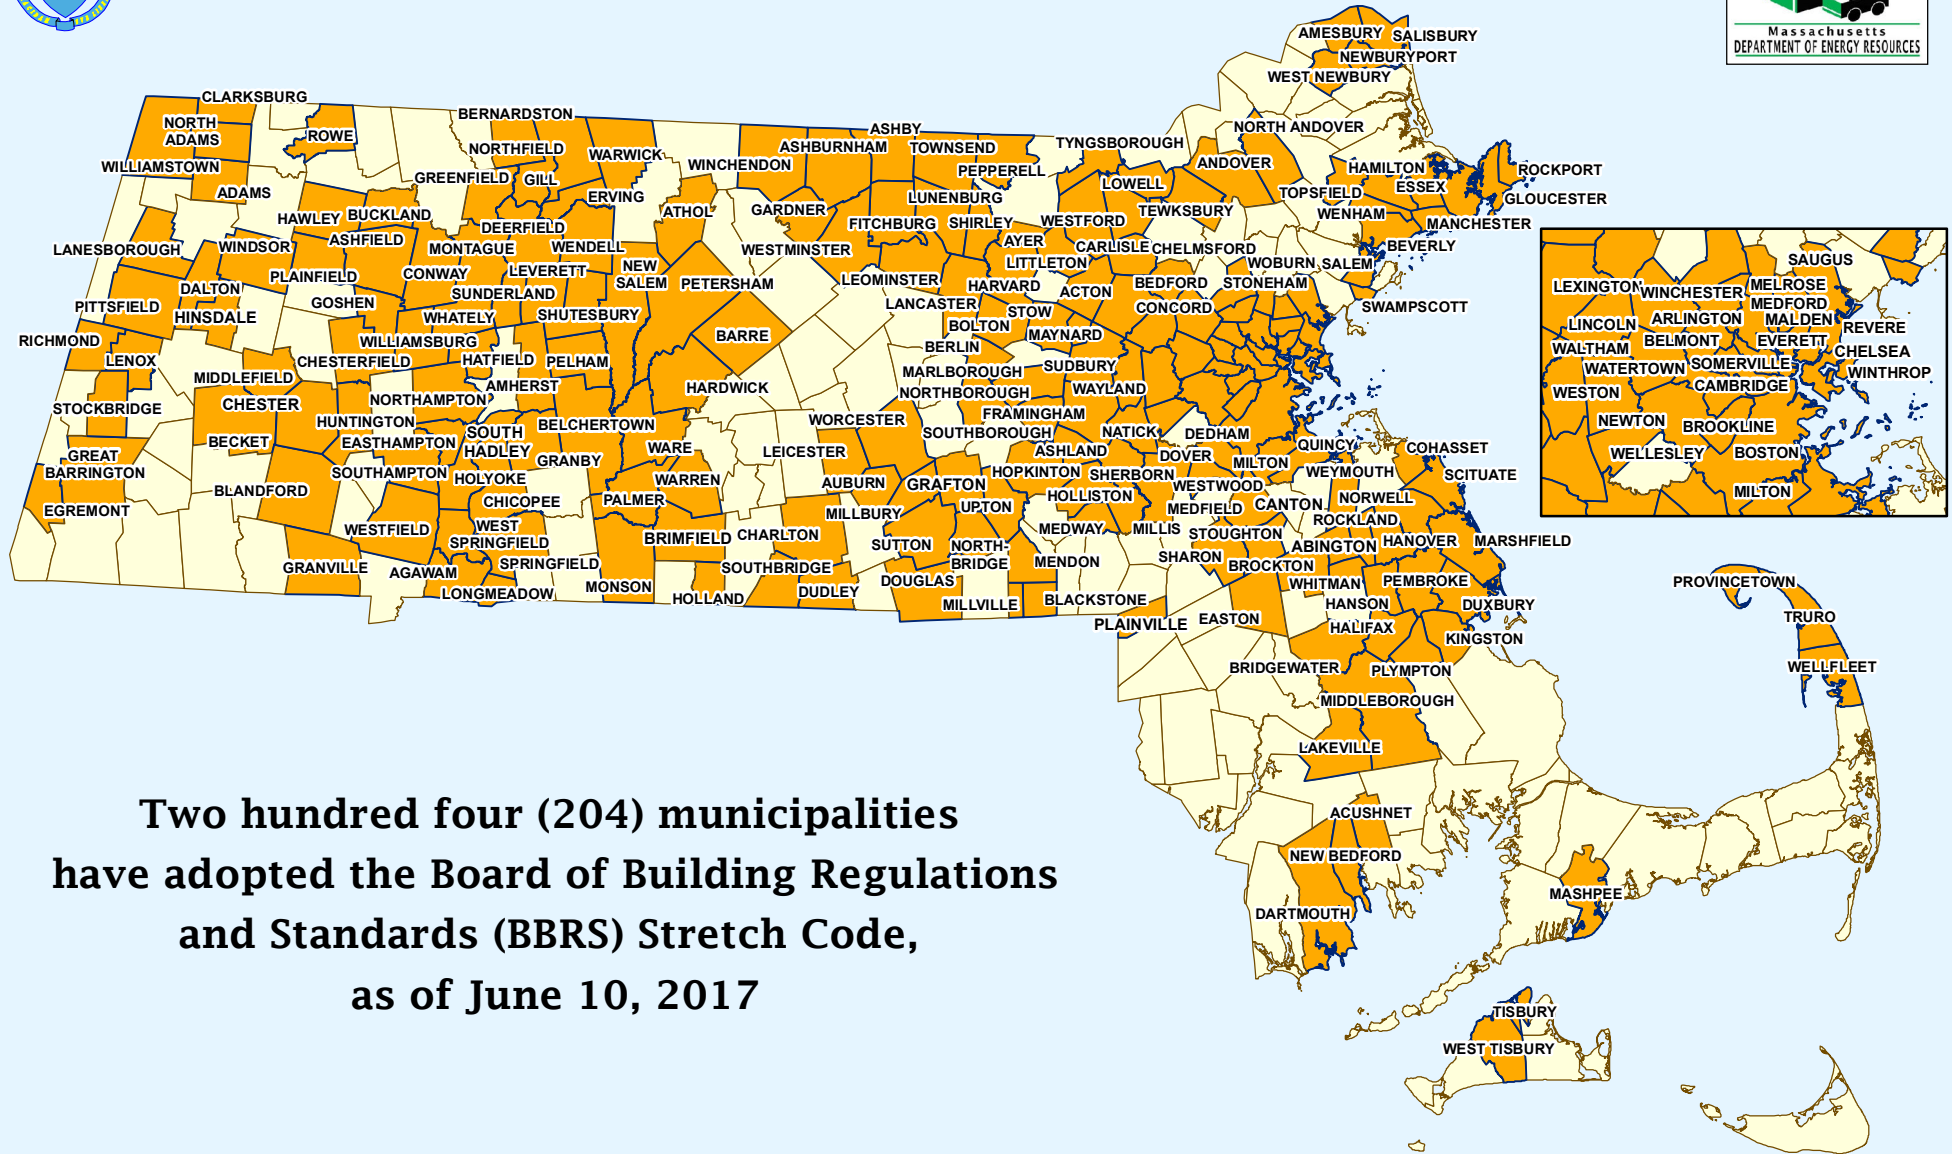 Massachusetts
DEPARTMENT OF ENERGY RESOURCES
AMESBURY
SALISBURY
NEWBURYPORT
WEST NEWBURY
CLARKSBURG
NORTH
ADAMS
ROWE
BERNARDSTON
NORTHFIELD
WARWICK
WINCHENDON
ASHBURNHAM
ASHBY
TOWNSEND
PEPPERELL
TYNGSBOROUGH
NORTH ANDOVER
ANDOVER
HAMILTON
ROCKPORT
WILLIAMSTOWN
ADAMS
GREENFIELD
GILL
ERVING
ATHOL
GARDNER
LUNENBURG
LOWELL
TOPSFIELD
ESSEX
GLOUCESTER
HAWLEY
BUCKLAND
DEERFIELD
FITCHBURG
SHIRLEY
WESTFORD
TEWKSBURY
WENHAM
MANCHESTER
LANESBOROUGH
WINDSOR
ASHFIELD
MONTAGUE
WENDELL
WESTMINSTER
AYER
CARLISLE
CHELMSFORD
BEVERLY
LITTLETON
WOBURN
SALEM
PLAINFIELD
CONWAY
LEVERETT
NEW
SALEM
PETERSHAM
LEOMINSTER
HARVARD
ACTON
BEDFORD
STONEHAM
PITTSFIELD
DALTON
HINSDALE
GOSHEN
SUNDERLAND
WHATELY
SHUTESBURY
LANCASTER
STOW
CONCORD
SWAMPSCOTT
RICHMOND
LENOX
WILLIAMSBURG
BARRE
BOLTON
MAYNARD
BERLIN
CHESTERFIELD
HATFIELD
PELHAM
MARLBOROUGH
SUDBURY
MIDDLEFIELD
AMHERST
HARDWICK
NORTHBOROUGH
WAYLAND
STOCKBRIDGE
CHESTER
NORTHAMPTON
FRAMINGHAM
HUNTINGTON
BELCHERTOWN
WORCESTER
SOUTHBOROUGH
NATICK
DEDHAM
BECKET
EASTHAMPTON
SOUTH
HADLEY
WARE
LEICESTER
ASHLAND
DOVER
QUINCY
COHASSET
GREAT
BARRINGTON
SOUTHAMPTON
HOLYOKE
GRANBY
WARREN
AUBURN
GRAFTON
HOPKINTON
SHERBORN
WESTWOOD
MILTON
WEYMOUTH
SCITUATE
BLANDFORD
CHICOPEE
PALMER
MILLBURY
UPTON
HOLLISTON
MEDFIELD
CANTON
NORWELL
EGREMONT
WESTFIELD
WEST
SPRINGFIELD
BRIMFIELD
CHARLTON
SUTTON
NORTH-
BRIDGE
MEDWAY
MILLIS
STOUGHTON
ROCKLAND
ABINGTON
HANOVER
MARSHFIELD
GRANVILLE
AGAWAM
SPRINGFIELD
SOUTHBRIDGE
MENDON
SHARON
BROCKTON
LONGMEADOW
MONSON
HOLLAND
DUDLEY
DOUGLAS
MILLVILLE
BLACKSTONE
WHITMAN
PEMBROKE
HANSON
DUXBURY
PLAINVILLE
EASTON
HALIFAX
KINGSTON
BRIDGEWATER
PLYMPTON
MIDDLEBOROUGH
LAKEVILLE
ACUSHNET
NEW BEDFORD
DARTMOUTH
MASHPEE
TISBURY
WEST TISBURY
PROVINCETOWN
TRURO
WELLFLEET
SAUGUS
LEXINGTON
WINCHESTER
MELROSE
MEDFORD
LINCOLN
ARLINGTON
MALDEN
REVERE
WALTHAM
BELMONT
EVERETT
CHELSEA
WATERTOWN
SOMERVILLE
WINTHROP
WESTON
CAMBRIDGE
NEWTON
BROOKLINE
WELLESLEY
BOSTON
MILTON
Two hundred four (204) municipalities
have adopted the Board of Building Regulations
and Standards (BBRS) Stretch Code,
as of June 10, 2017